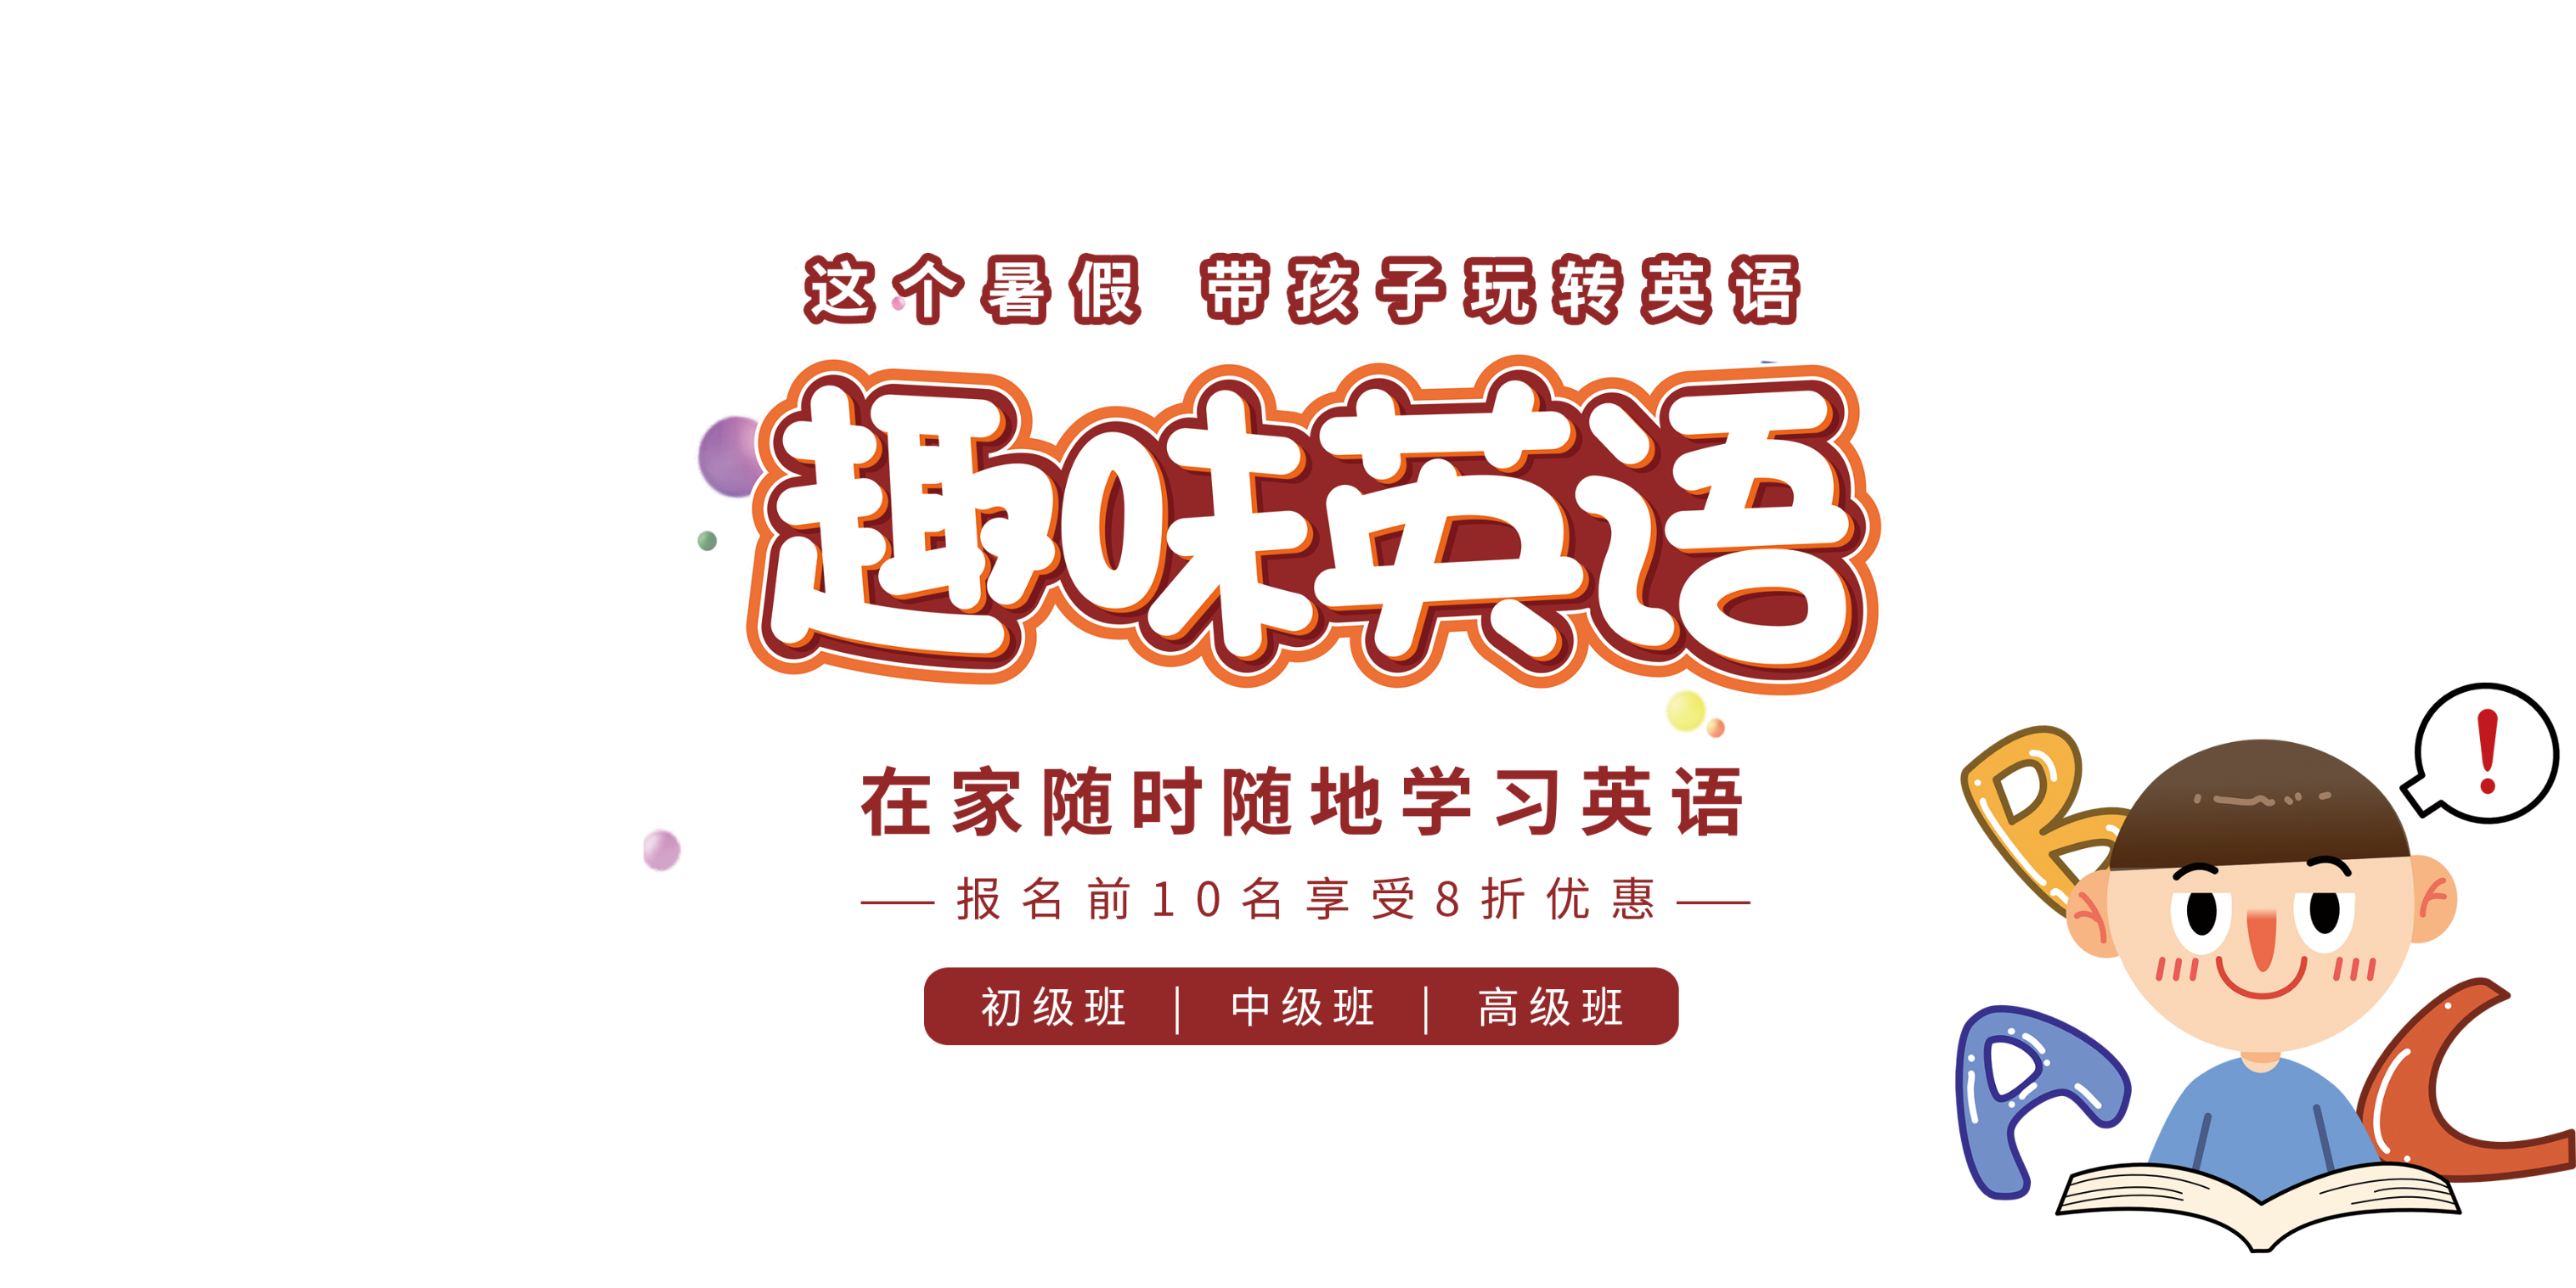 这个暑假 带孩子玩转英语
趣味英语
在家随时随地学习英语
报名前10名享受8折优惠
初级班 | 中级班 | 高级班
!
B
A
C